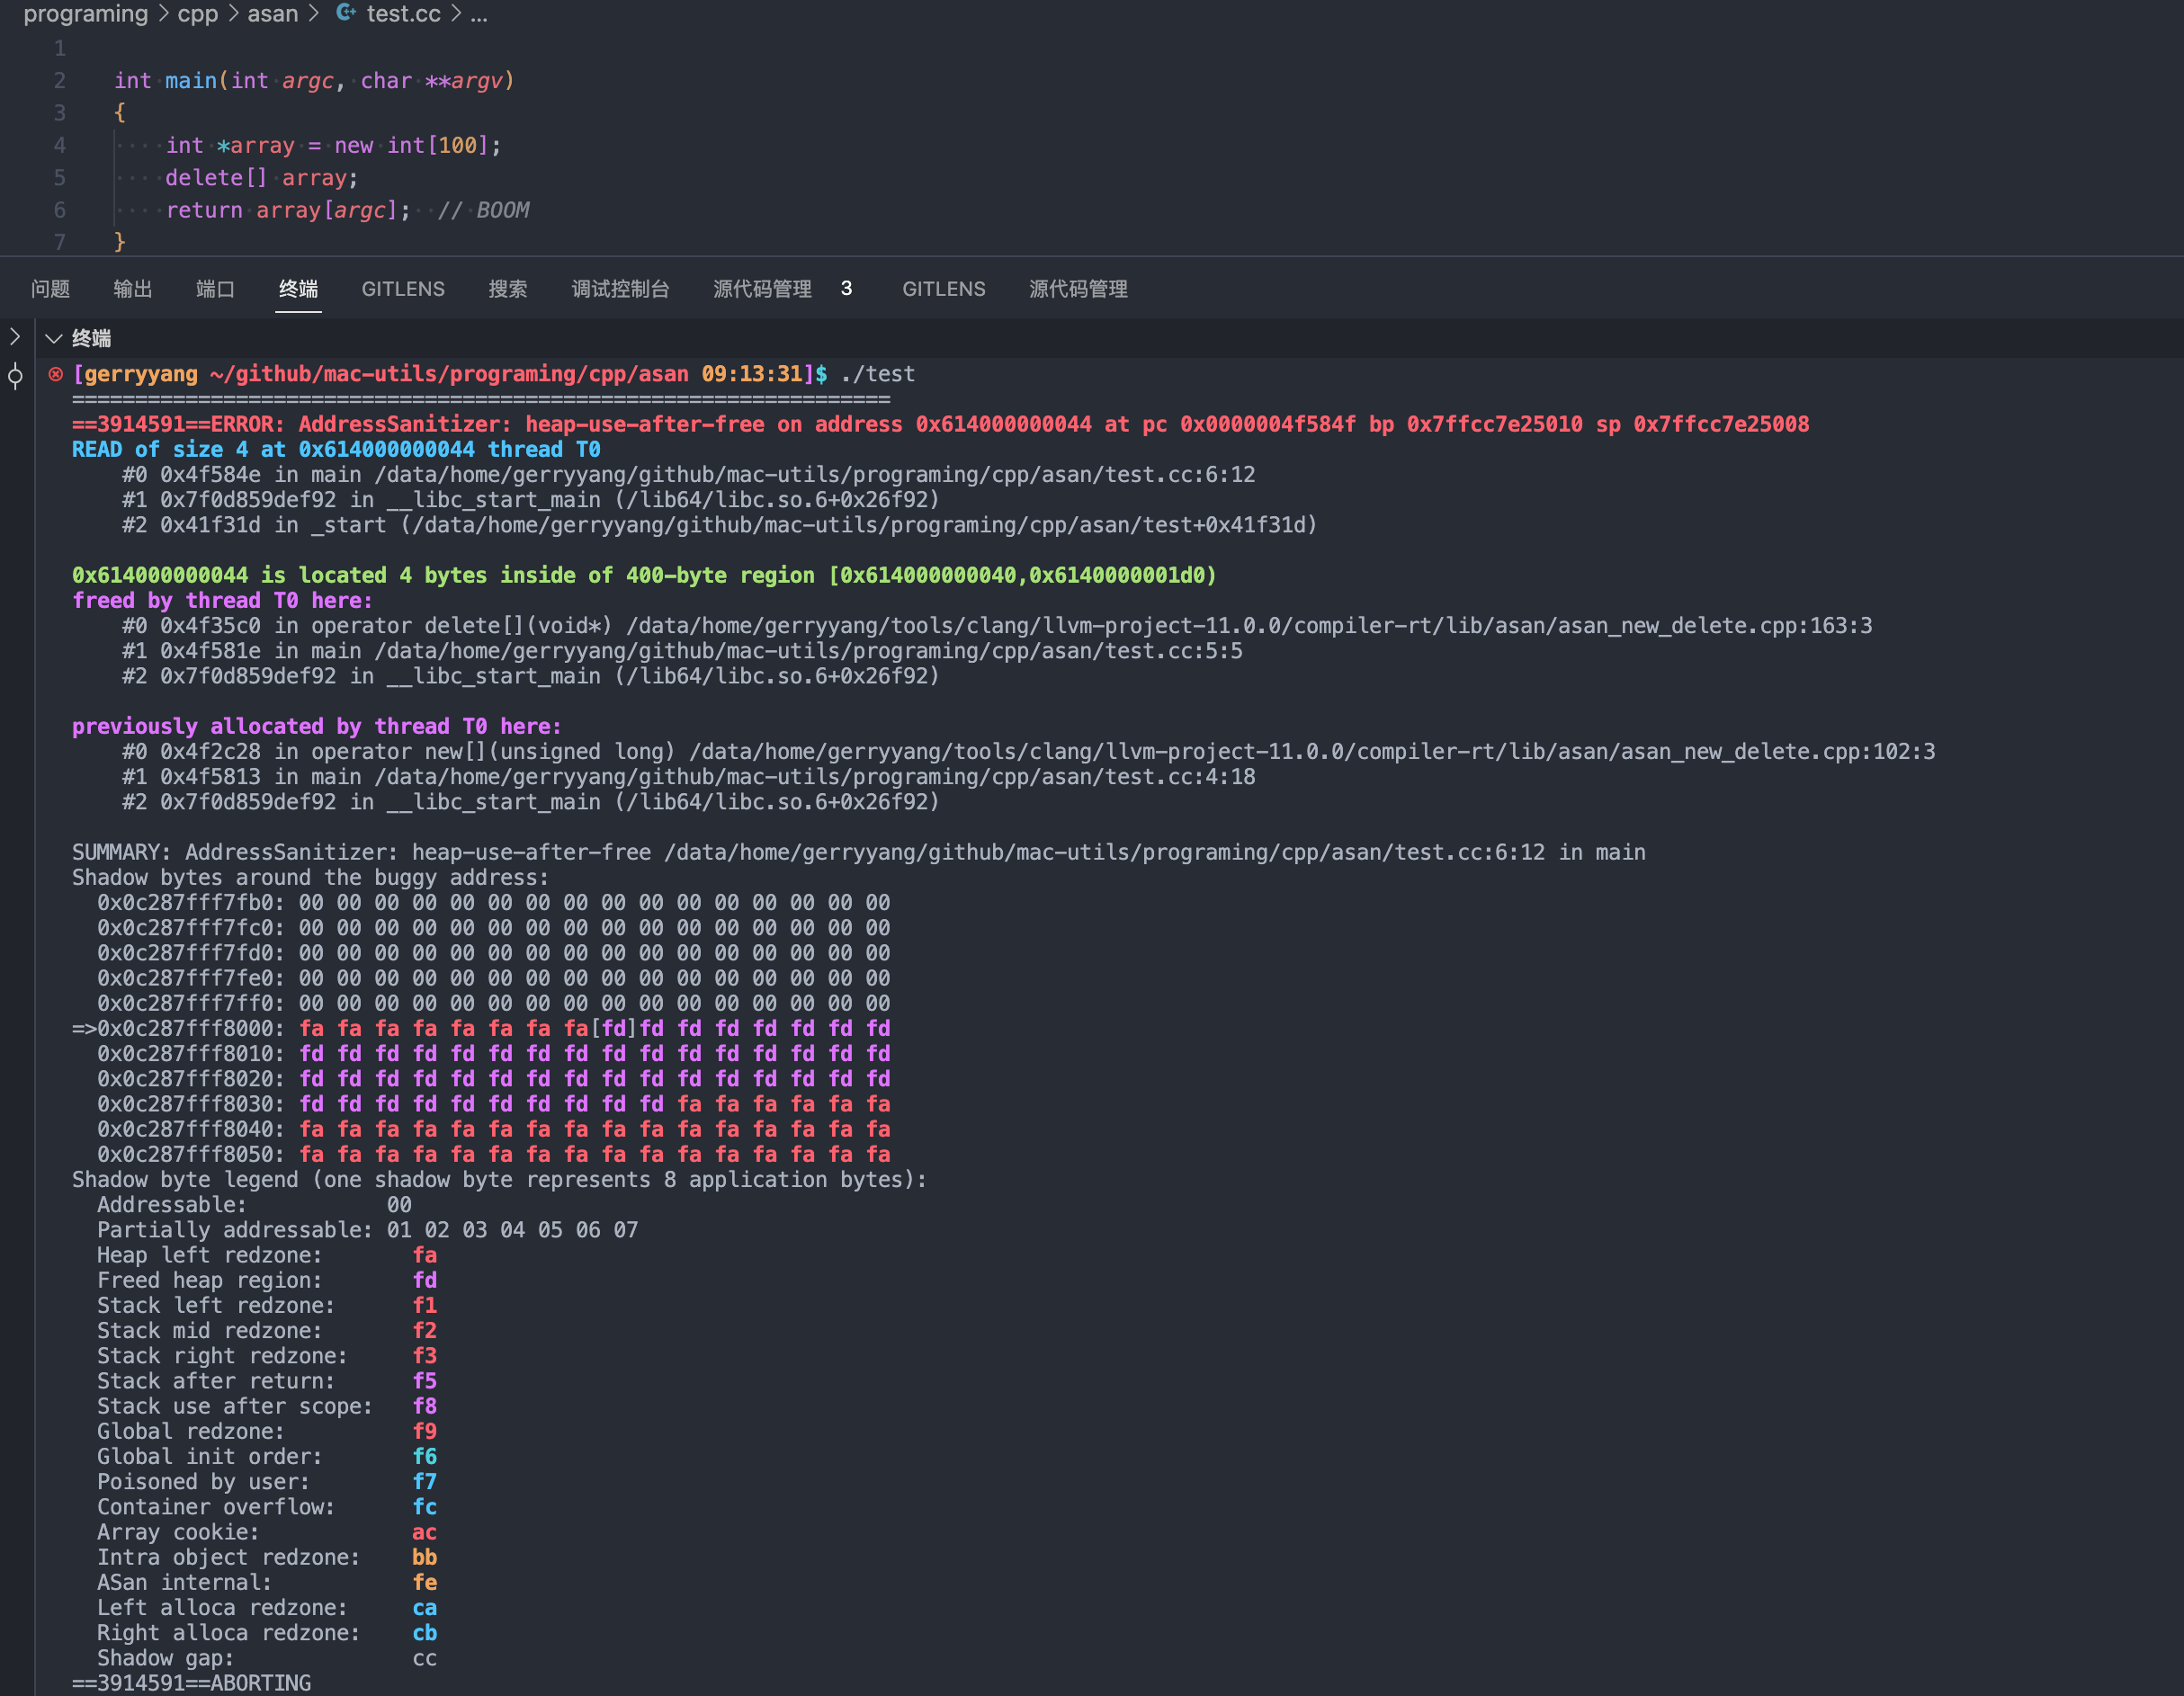 programing > cpp > asan > test.cc > ...
1
2 int main(int argc, char **argv)
3 {
4 int *array = new int[100];
5 delete[] array;
6 return array[argc]; // BOOM
7 }
问题 输出 端口 终端 GITLENS 搜索 调试控制台 源代码管理 3 GITLENS 源代码管理
终端
[gerryyang ~/github/mac-utils/programing/cpp/asan 09:13:31]$ ./test
=================================================================
==3914591==ERROR: AddressSanitizer: heap-use-after-free on address 0x614000000044 at pc 0x0000004f584f bp 0x7ffcc7e25010 sp 0x7ffcc7e25008
READ of size 4 at 0x614000000044 thread T0
    #0 0x4f584e in main /data/home/gerryyang/github/mac-utils/programing/cpp/asan/test.cc:6:12
    #1 0x7f0d859def92 in __libc_start_main (/lib64/libc.so.6+0x26f92)
    #2 0x41f31d in _start (/data/home/gerryyang/github/mac-utils/programing/cpp/asan/test+0x41f31d)
0x614000000044 is located 4 bytes inside of 400-byte region [0x614000000040,0x6140000001d0)
freed by thread T0 here:
    #0 0x4f35c0 in operator delete[](void*) /data/home/gerryyang/tools/clang/llvm-project-11.0.0/compiler-rt/lib/asan/asan_new_delete.cpp:163:3
    #1 0x4f581e in main /data/home/gerryyang/github/mac-utils/programing/cpp/asan/test.cc:5:5
    #2 0x7f0d859def92 in __libc_start_main (/lib64/libc.so.6+0x26f92)
previously allocated by thread T0 here:
    #0 0x4f2c28 in operator new[](unsigned long) /data/home/gerryyang/tools/clang/llvm-project-11.0.0/compiler-rt/lib/asan/asan_new_delete.cpp:102:3
    #1 0x4f5813 in main /data/home/gerryyang/github/mac-utils/programing/cpp/asan/test.cc:4:18
    #2 0x7f0d859def92 in __libc_start_main (/lib64/libc.so.6+0x26f92)
SUMMARY: AddressSanitizer: heap-use-after-free /data/home/gerryyang/github/mac-utils/programing/cpp/asan/test.cc:6:12 in main
Shadow bytes around the buggy address:
  0x0c287fff7fb0: 00 00 00 00 00 00 00 00 00 00 00 00 00 00 00 00
  0x0c287fff7fc0: 00 00 00 00 00 00 00 00 00 00 00 00 00 00 00 00
  0x0c287fff7fd0: 00 00 00 00 00 00 00 00 00 00 00 00 00 00 00 00
  0x0c287fff7fe0: 00 00 00 00 00 00 00 00 00 00 00 00 00 00 00 00
  0x0c287fff7ff0: 00 00 00 00 00 00 00 00 00 00 00 00 00 00 00 00
=>0x0c287fff8000: fa fa fa fa fa fa fa fa[fd]fd fd fd fd fd fd fd
  0x0c287fff8010: fd fd fd fd fd fd fd fd fd fd fd fd fd fd fd fd
  0x0c287fff8020: fd fd fd fd fd fd fd fd fd fd fd fd fd fd fd fd
  0x0c287fff8030: fd fd fd fd fd fd fd fd fd fd fa fa fa fa fa fa
  0x0c287fff8040: fa fa fa fa fa fa fa fa fa fa fa fa fa fa fa fa
  0x0c287fff8050: fa fa fa fa fa fa fa fa fa fa fa fa fa fa fa fa
Shadow byte legend (one shadow byte represents 8 application bytes):
  Addressable:           00
  Partially addressable: 01 02 03 04 05 06 07
  Heap left redzone:       fa
  Freed heap region:       fd
  Stack left redzone:      f1
  Stack mid redzone:       f2
  Stack right redzone:     f3
  Stack after return:      f5
  Stack use after scope:   f8
  Global redzone:          f9
  Global init order:       f6
  Poisoned by user:        f7
  Container overflow:      fc
  Array cookie:            ac
  Intra object redzone:    bb
  ASan internal:           fe
  Left alloca redzone:     ca
  Right alloca redzone:    cb
  Shadow gap:              cc
==3914591==ABORTING